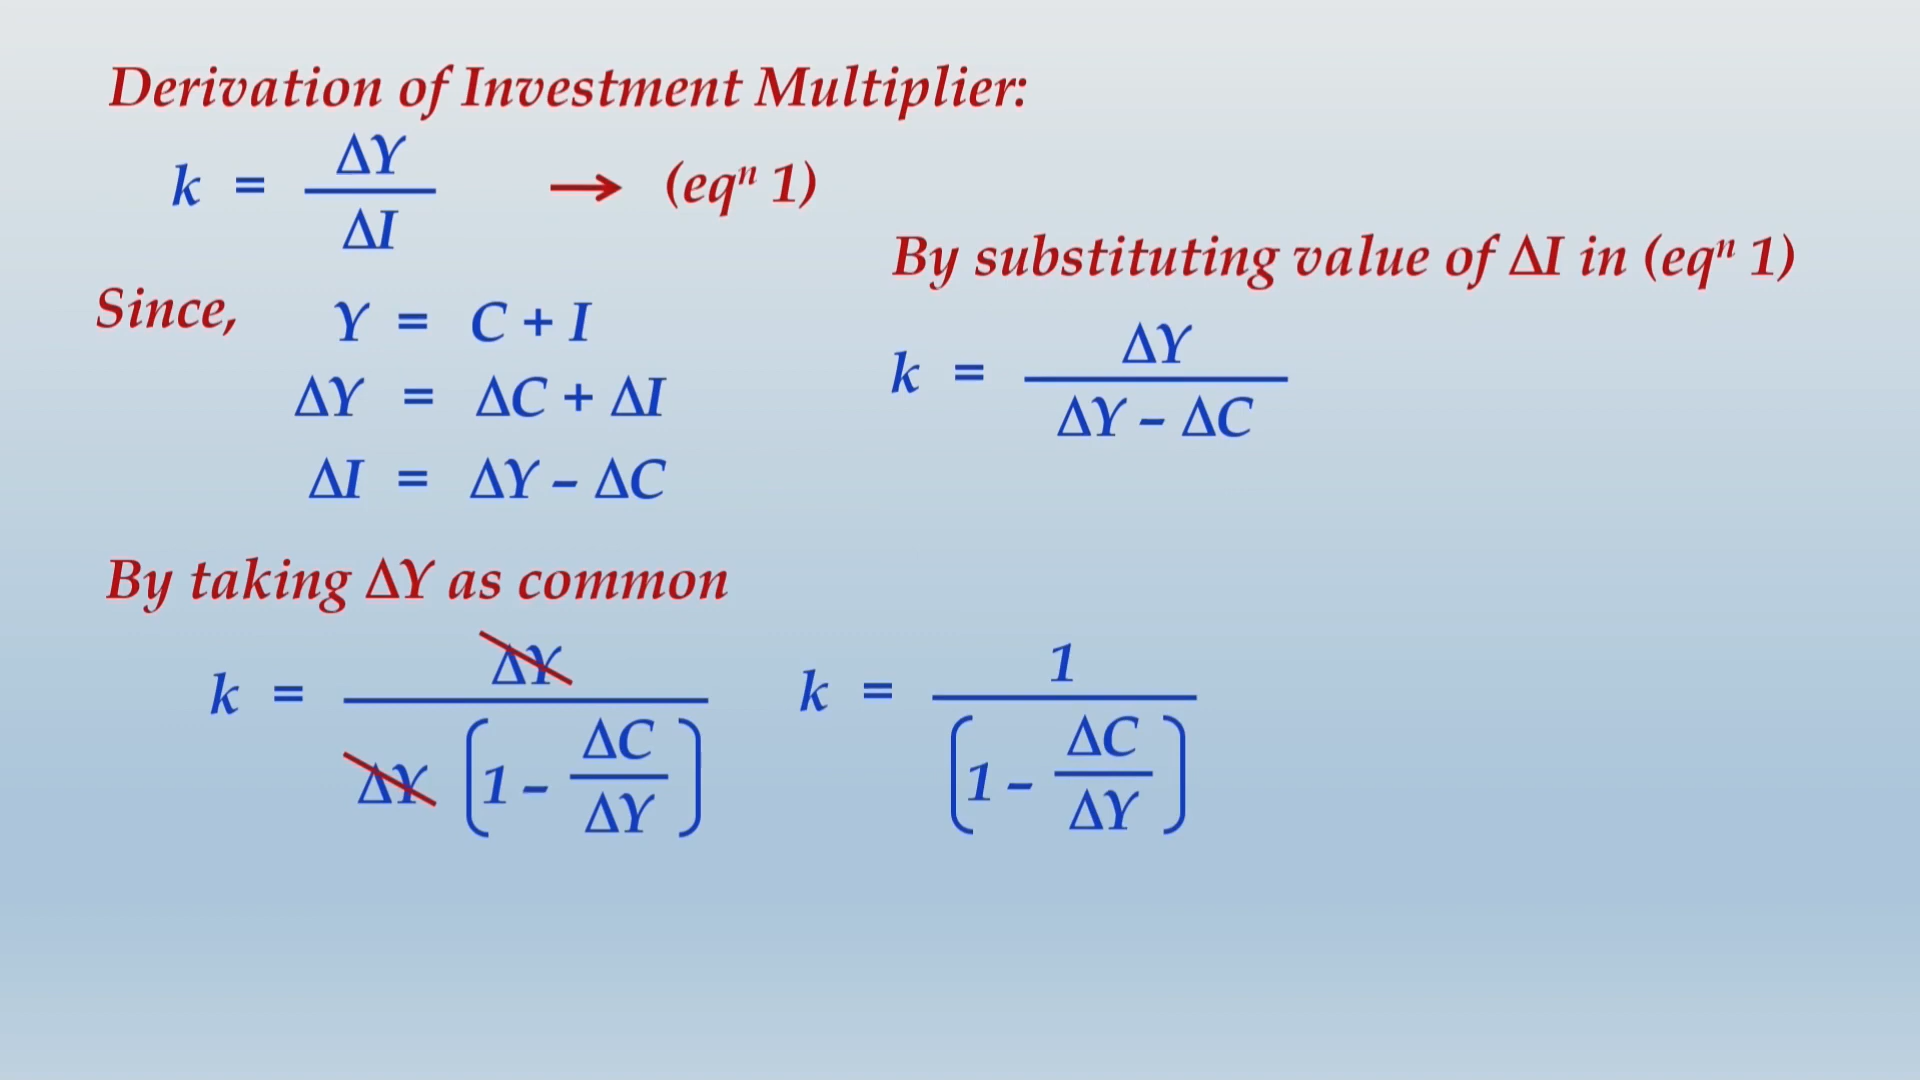 Derivation of Investment Multiplier:
k = ΔY / ΔI → (eqⁿ 1)
Since, Y = C + I
ΔY = ΔC + ΔI
ΔI = ΔY – ΔC
By substituting value of ΔI in (eqⁿ 1)
k = ΔY / ΔY – ΔC
By taking ΔY as common
k = ΔY / ΔY (1 – ΔC / ΔY)
k = 1 / (1 – ΔC / ΔY)